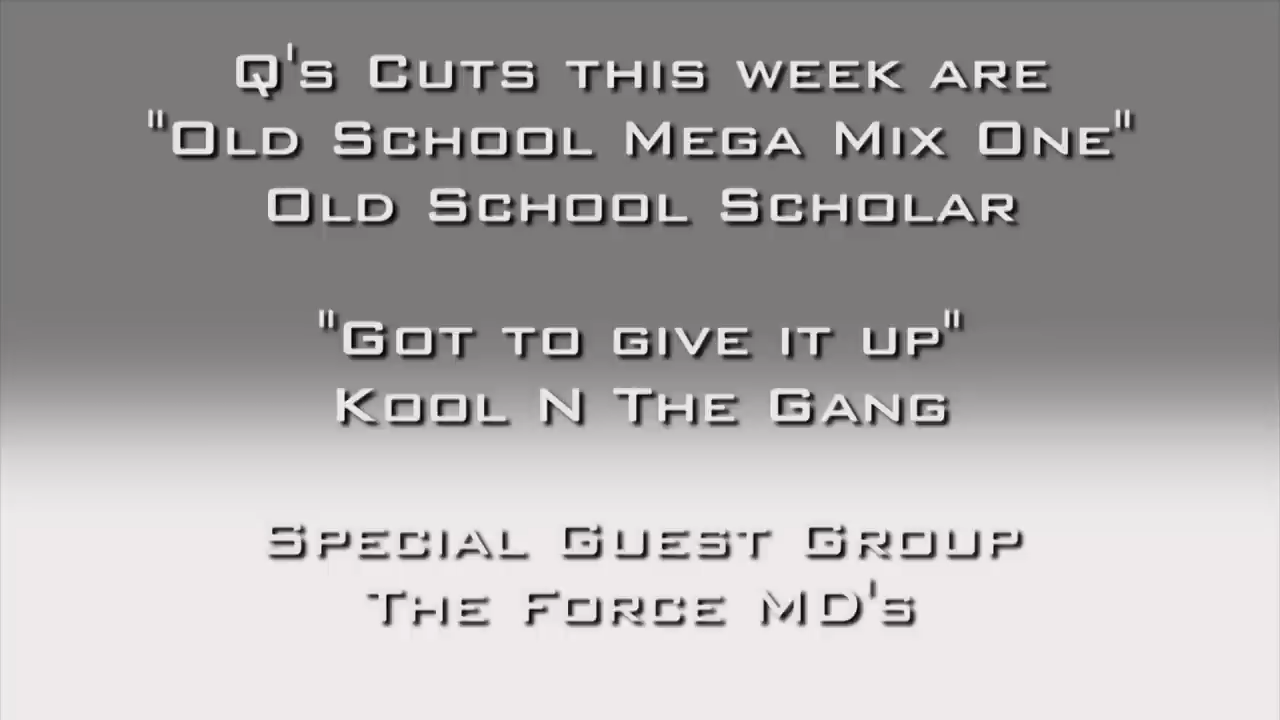 Q's Cuts this week are
"Old School Mega Mix One"
Old School Scholar
"Got to give it up"
Kool N The Gang
Special Guest Group
The Force MD's